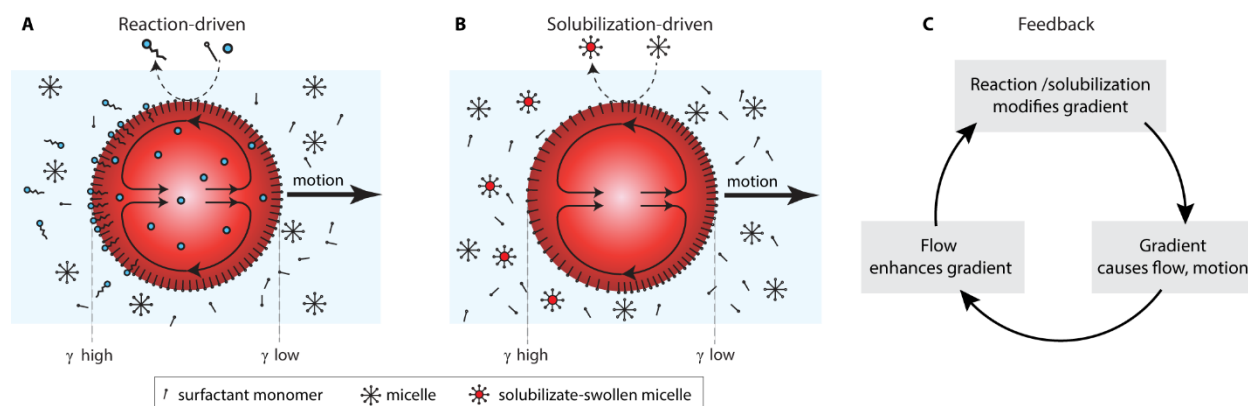 A Reaction-driven
motion
γ high γ low
B Solubilization-driven
motion
γ high γ low
surfactant monomer micelle solubilizate-swollen micelle
C Feedback
Reaction /solubilization
modifies gradient
Flow
enhances gradient
Gradient
causes flow, motion